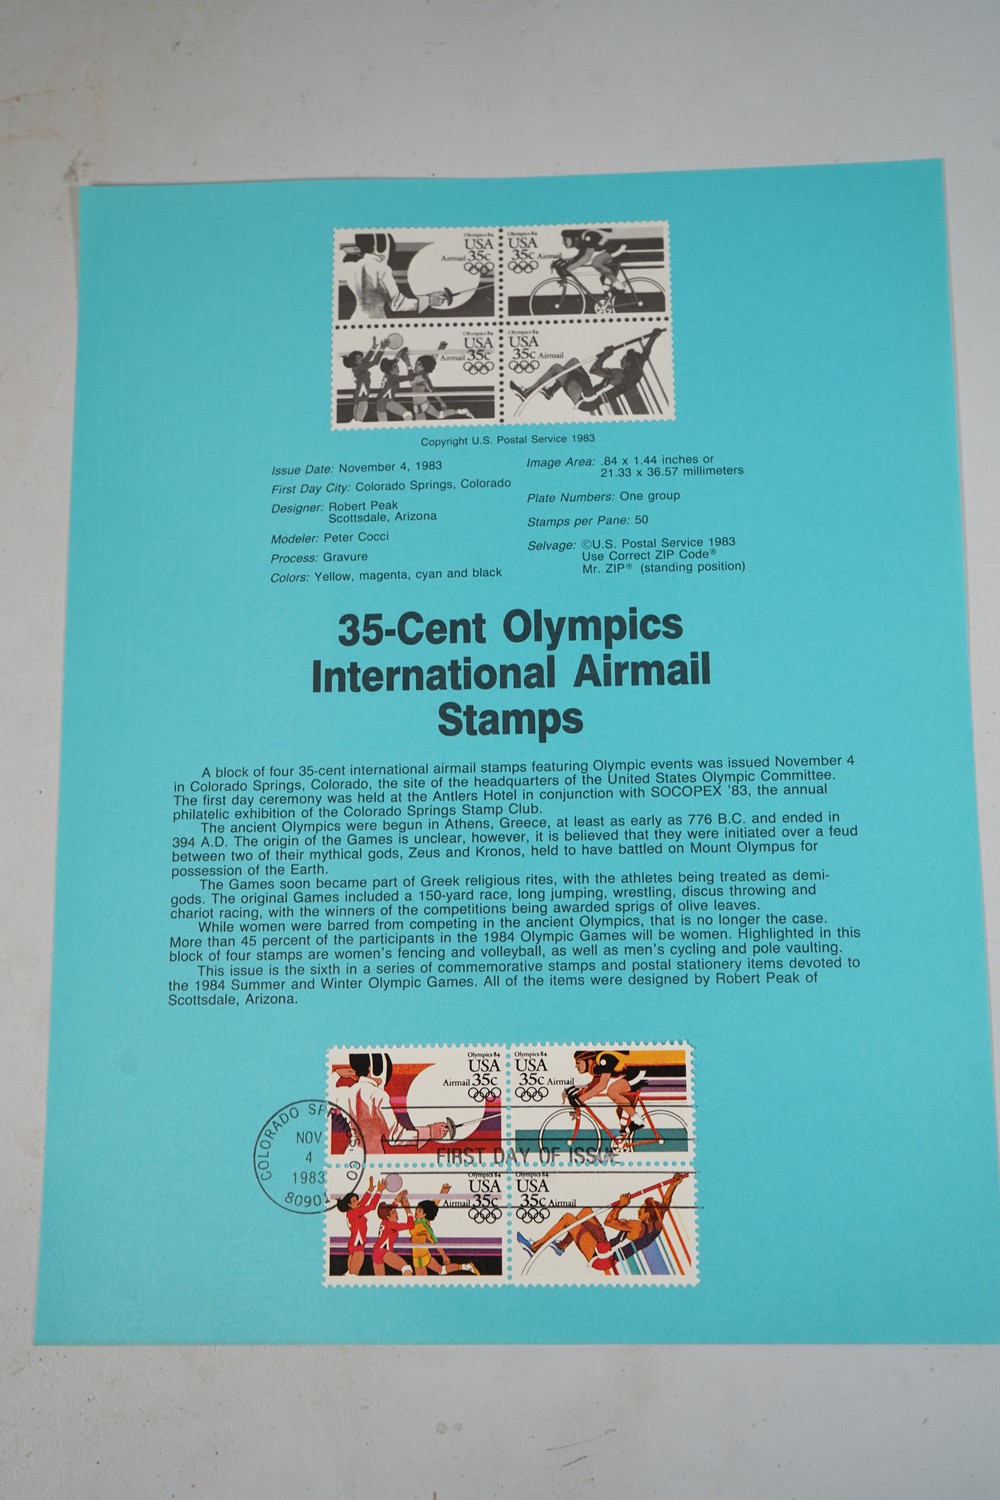 Olympics 84
USA
Airmail 35c
Olympics 84
USA
35c Airmail
Olympics 84
USA
Airmail 35c
Olympics 84
USA
35c Airmail
Copyright U.S. Postal Service 1983
Issue Date: November 4, 1983
First Day City: Colorado Springs, Colorado
Designer: Robert Peak
Scottsdale, Arizona
Modeler: Peter Cocci
Process: Gravure
Colors: Yellow, magenta, cyan and black
Image Area: .84 x 1.44 inches or
21.33 x 36.57 millimeters
Plate Numbers: One group
Stamps per Pane: 50
Selvage: ©U.S. Postal Service 1983
Use Correct ZIP Code®
Mr. ZIP® (standing position)
35-Cent Olympics
International Airmail
Stamps
A block of four 35-cent international airmail stamps featuring Olympic events was issued November 4
in Colorado Springs, Colorado, the site of the headquarters of the United States Olympic Committee.
The first day ceremony was held at the Antlers Hotel in conjunction with SOCOPEX '83, the annual
philatelic exhibition of the Colorado Springs Stamp Club.
The ancient Olympics were begun in Athens, Greece, at least as early as 776 B.C. and ended in
394 A.D. The origin of the Games is unclear, however, it is believed that they were initiated over a feud
between two of their mythical gods, Zeus and Kronos, held to have battled on Mount Olympus for
possession of the Earth.
The Games soon became part of Greek religious rites, with the athletes being treated as demi-
gods. The original Games included a 150-yard race, long jumping, wrestling, discus throwing and
chariot racing, with the winners of the competitions being awarded sprigs of olive leaves.
While women were barred from competing in the ancient Olympics, that is no longer the case.
More than 45 percent of the participants in the 1984 Olympic Games will be women. Highlighted in this
block of four stamps are women's fencing and volleyball, as well as men's cycling and pole vaulting.
This issue is the sixth in a series of commemorative stamps and postal stationery items devoted to
the 1984 Summer and Winter Olympic Games. All of the items were designed by Robert Peak of
Scottsdale, Arizona.
Olympics 84
USA
Airmail 35c
Olympics 84
USA
35c Airmail
COLORADO SPRINGS, CO
NOV
4
1983
80901
FIRST DAY OF ISSUE
Olympics 84
USA
Airmail 35c
Olympics 84
USA
35c Airmail